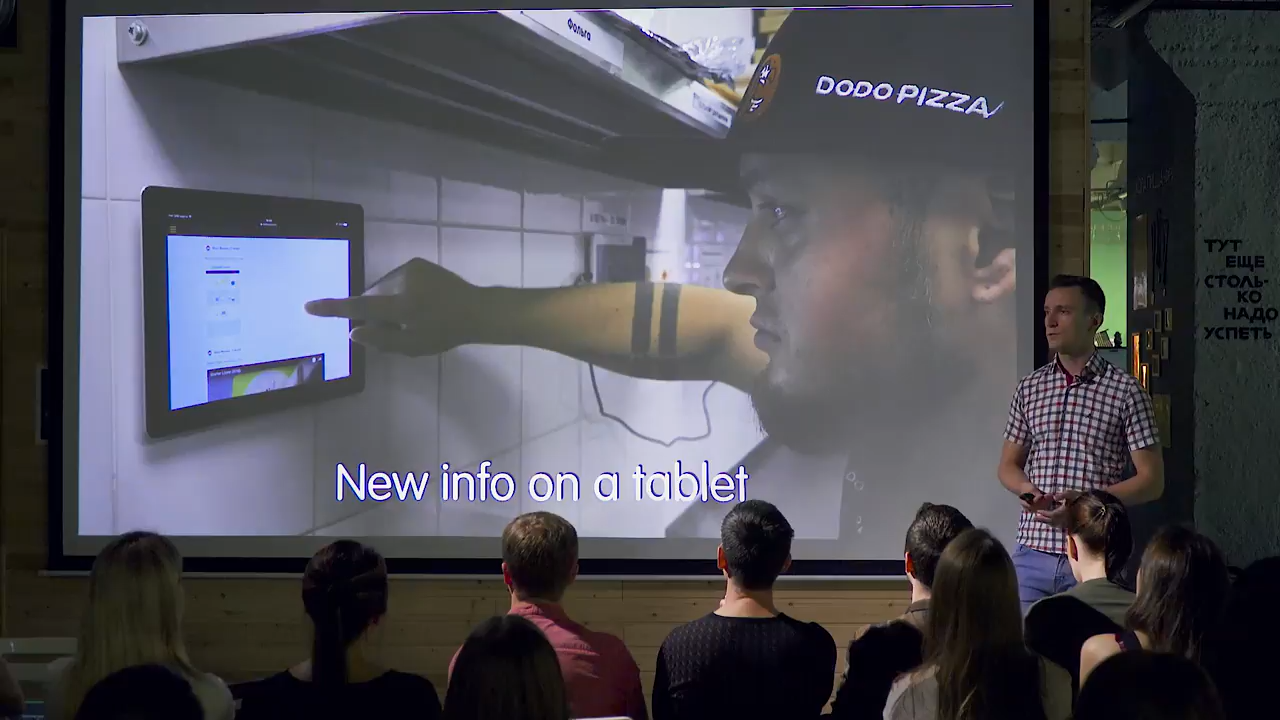 Фольга
DODO PIZZA
New info on a tablet
ТУТ
ЕЩЕ
СТОЛЬ-
КО
НАДО
УСПЕТЬ